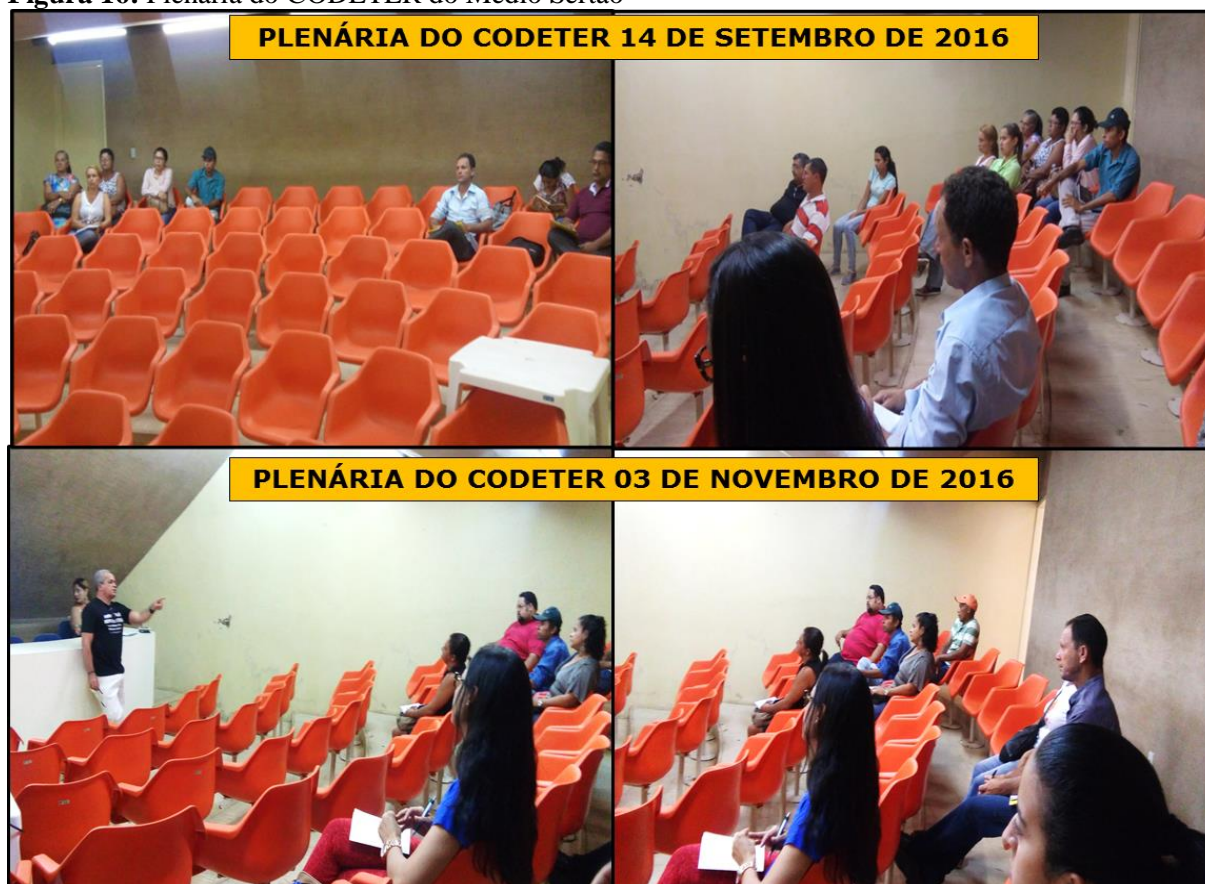 Figura 16: Plenária do CODETER do Médio Sertão
PLENÁRIA DO CODETER 14 DE SETEMBRO DE 2016
PLENÁRIA DO CODETER 03 DE NOVEMBRO DE 2016